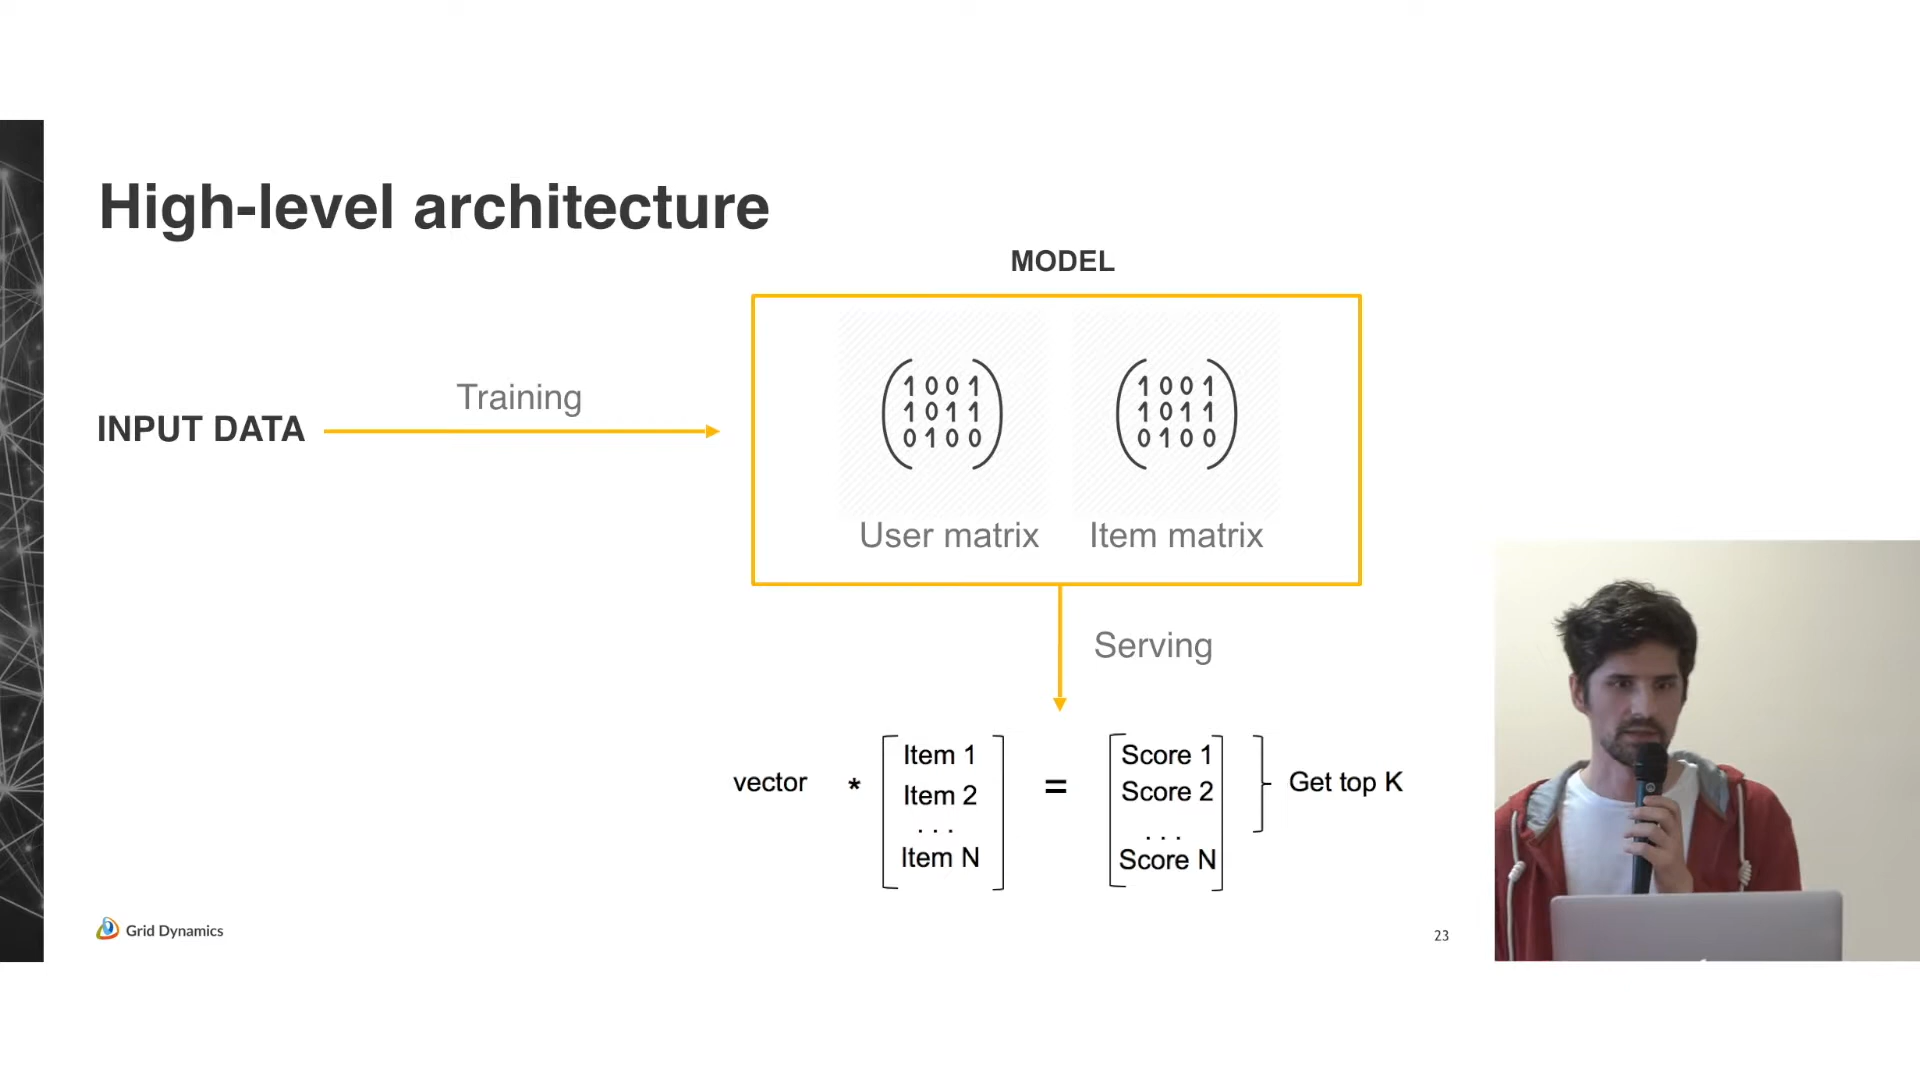 High-level architecture
MODEL
INPUT DATA
Training
1 0 0 1
1 0 1 1
0 1 0 0
1 0 0 1
1 0 1 1
0 1 0 0
User matrix
Item matrix
Serving
vector * = Get top K
Item 1
Item 2
. . .
Item N
Score 1
Score 2
. . .
Score N
Grid Dynamics
23